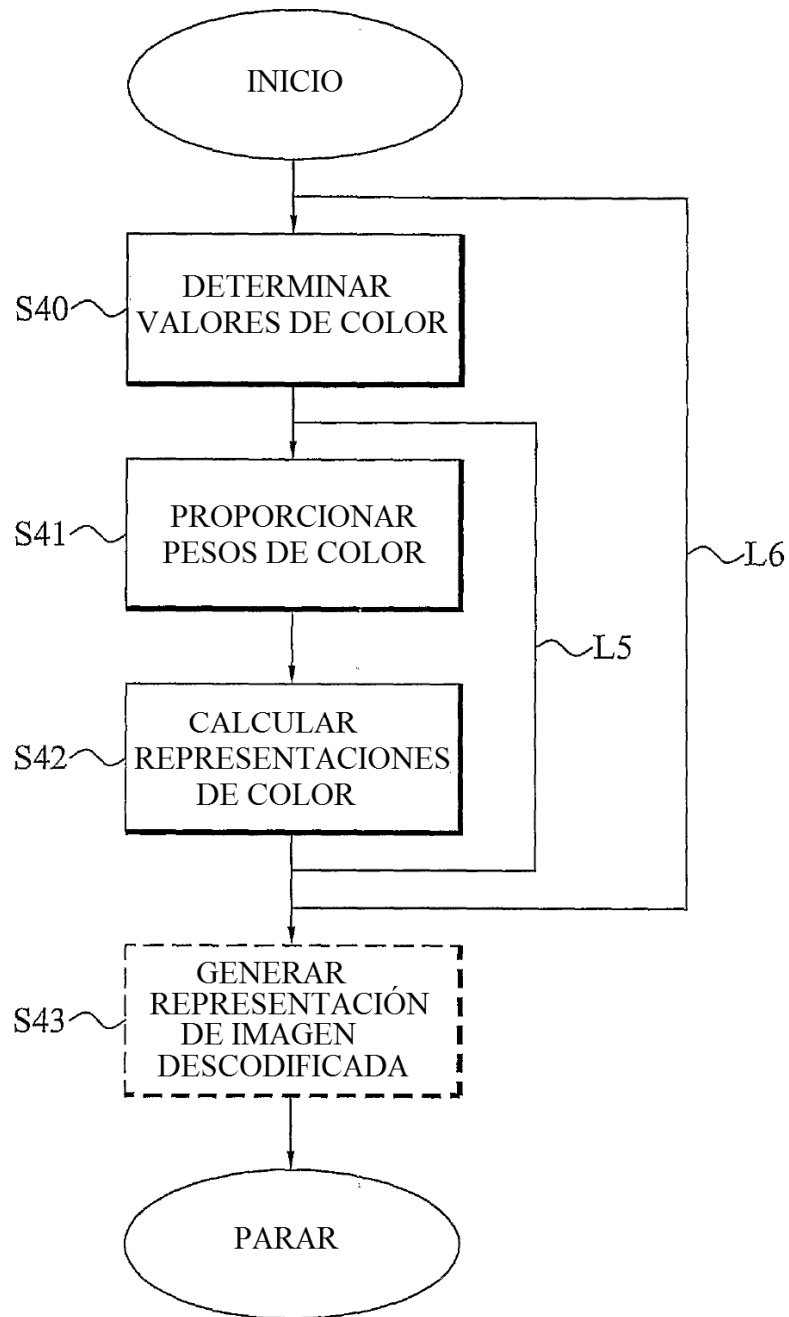 INICIO
S40
DETERMINAR
VALORES DE COLOR
S41
PROPORCIONAR
PESOS DE COLOR
L6
L5
S42
CALCULAR
REPRESENTACIONES
DE COLOR
S43
GENERAR
REPRESENTACIÓN
DE IMAGEN
DESCODIFICADA
PARAR